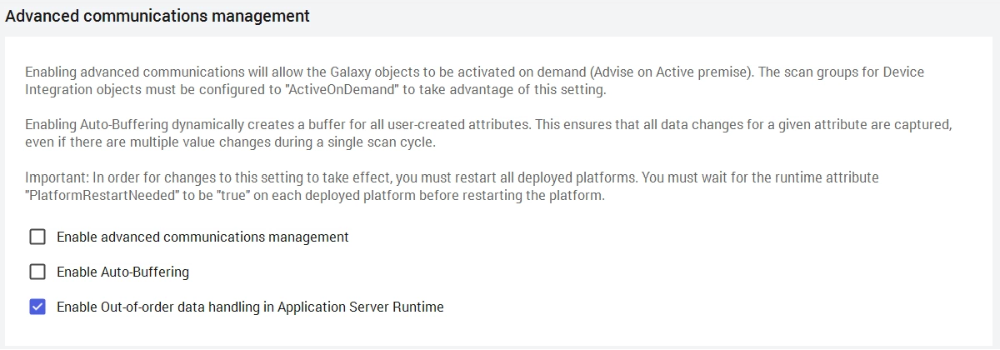 Advanced communications management
Enabling advanced communications will allow the Galaxy objects to be activated on demand (Advise on Active premise). The scan groups for Device
Integration objects must be configured to "ActiveOnDemand" to take advantage of this setting.
Enabling Auto-Buffering dynamically creates a buffer for all user-created attributes. This ensures that all data changes for a given attribute are captured,
even if there are multiple value changes during a single scan cycle.
Important: In order for changes to this setting to take effect, you must restart all deployed platforms. You must wait for the runtime attribute
"PlatformRestartNeeded" to be "true" on each deployed platform before restarting the platform.
Enable advanced communications management
Enable Auto-Buffering
Enable Out-of-order data handling in Application Server Runtime